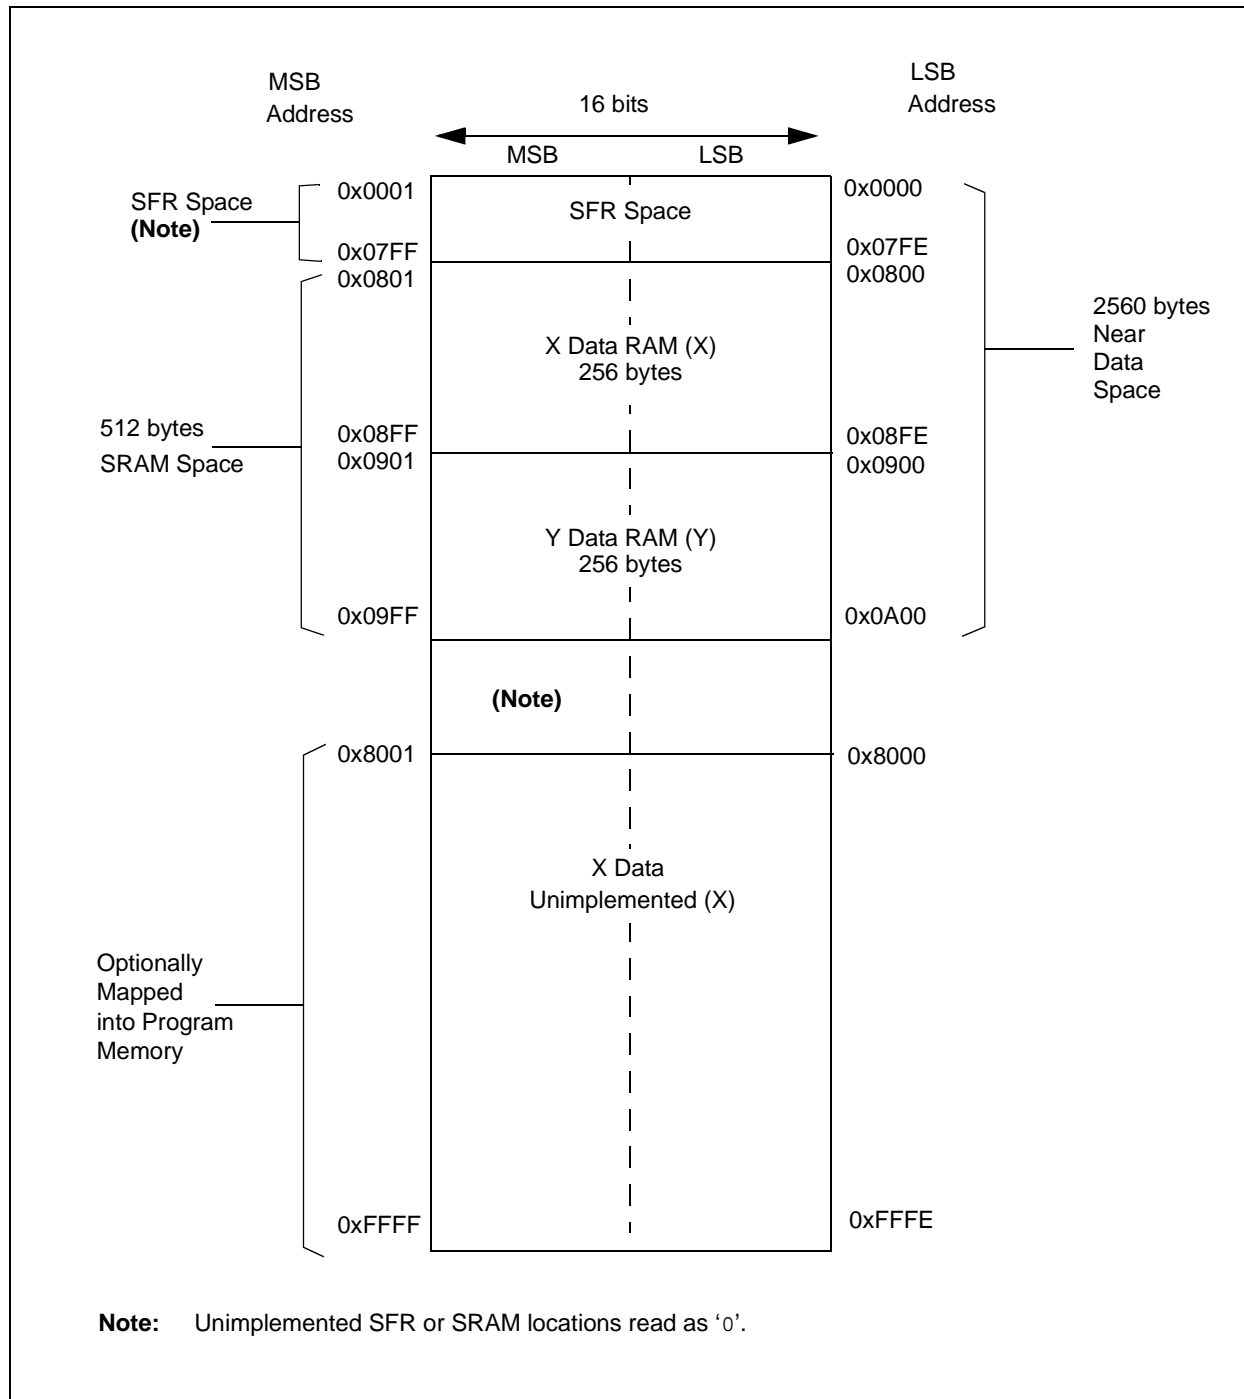 MSB
Address
LSB
Address
16 bits
MSB
LSB
SFR Space
(Note)
0x0001
SFR Space
0x0000
0x07FF
0x07FE
0x0801
0x0800
2560 bytes
Near
Data
Space
X Data RAM (X)
256 bytes
512 bytes
SRAM Space
0x08FF
0x08FE
0x0901
0x0900
Y Data RAM (Y)
256 bytes
0x09FF
0x0A00
(Note)
0x8001
0x8000
X Data
Unimplemented (X)
Optionally
Mapped
into Program
Memory
0xFFFF
0xFFFE
Note: Unimplemented SFR or SRAM locations read as ‘0’.